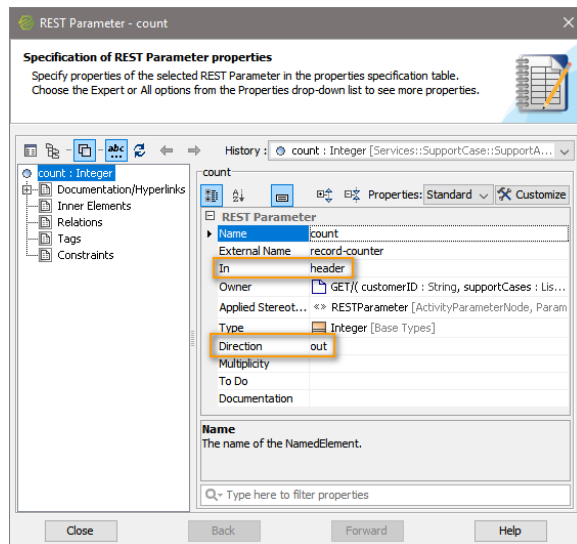 REST Parameter - count
Specification of REST Parameter properties
Specify properties of the selected REST Parameter in the properties specification table.
Choose the Expert or All options from the Properties drop-down list to see more properties.
abc
History : count : Integer [Services::SupportCase::SupportA...
count : Integer
Documentation/Hyperlinks
Inner Elements
Relations
Tags
Constraints
count
Properties: Standard Customize
REST Parameter
Name count
External Name record-counter
In header
Owner GET/( customerID : String, supportCases : Lis...
Applied Stereot... «» RESTParameter [ActivityParameterNode, Param
Type Integer [Base Types]
Direction out
Multiplicity
To Do
Documentation
Name
The name of the NamedElement.
Type here to filter properties
Close Back Forward Help